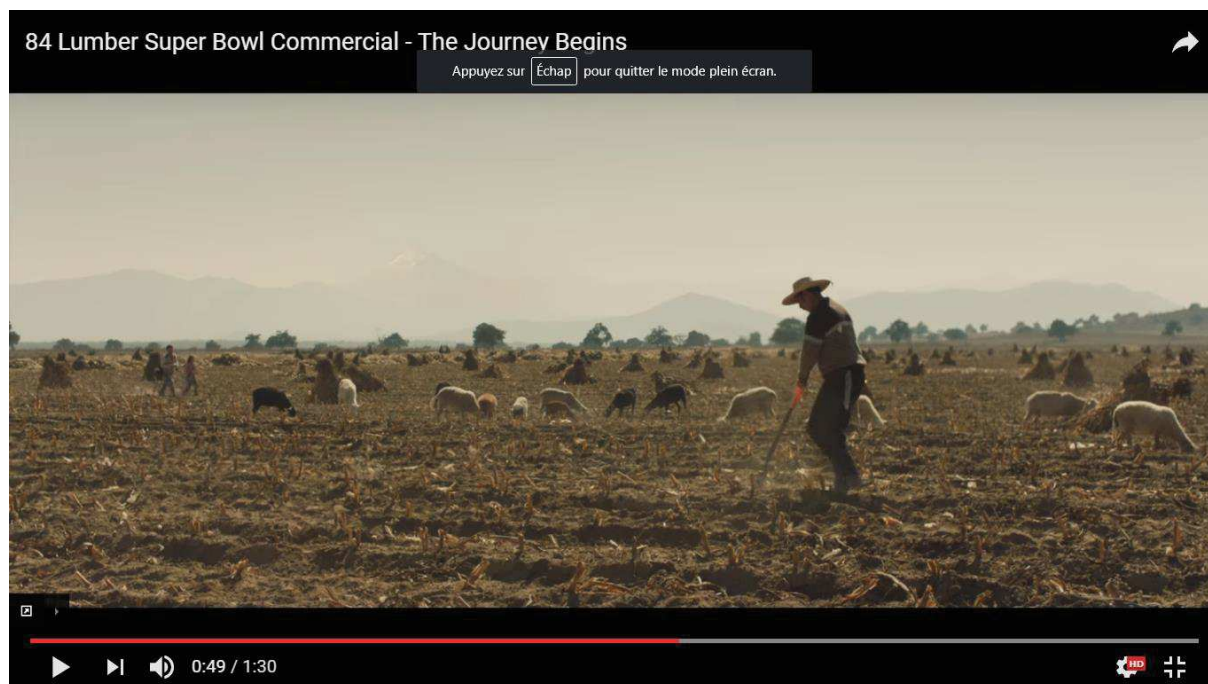 84 Lumber Super Bowl Commercial - The Journey Begins
Appuyez sur Échap pour quitter le mode plein écran.
0:49 / 1:30
HD